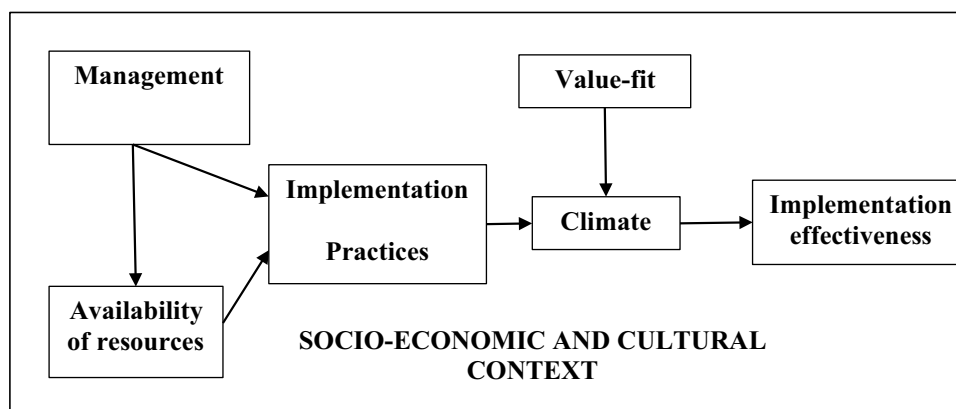 Management
Value-fit
Implementation
Practices
Climate
Implementation
effectiveness
Availability
of resources
SOCIO-ECONOMIC AND CULTURAL
CONTEXT